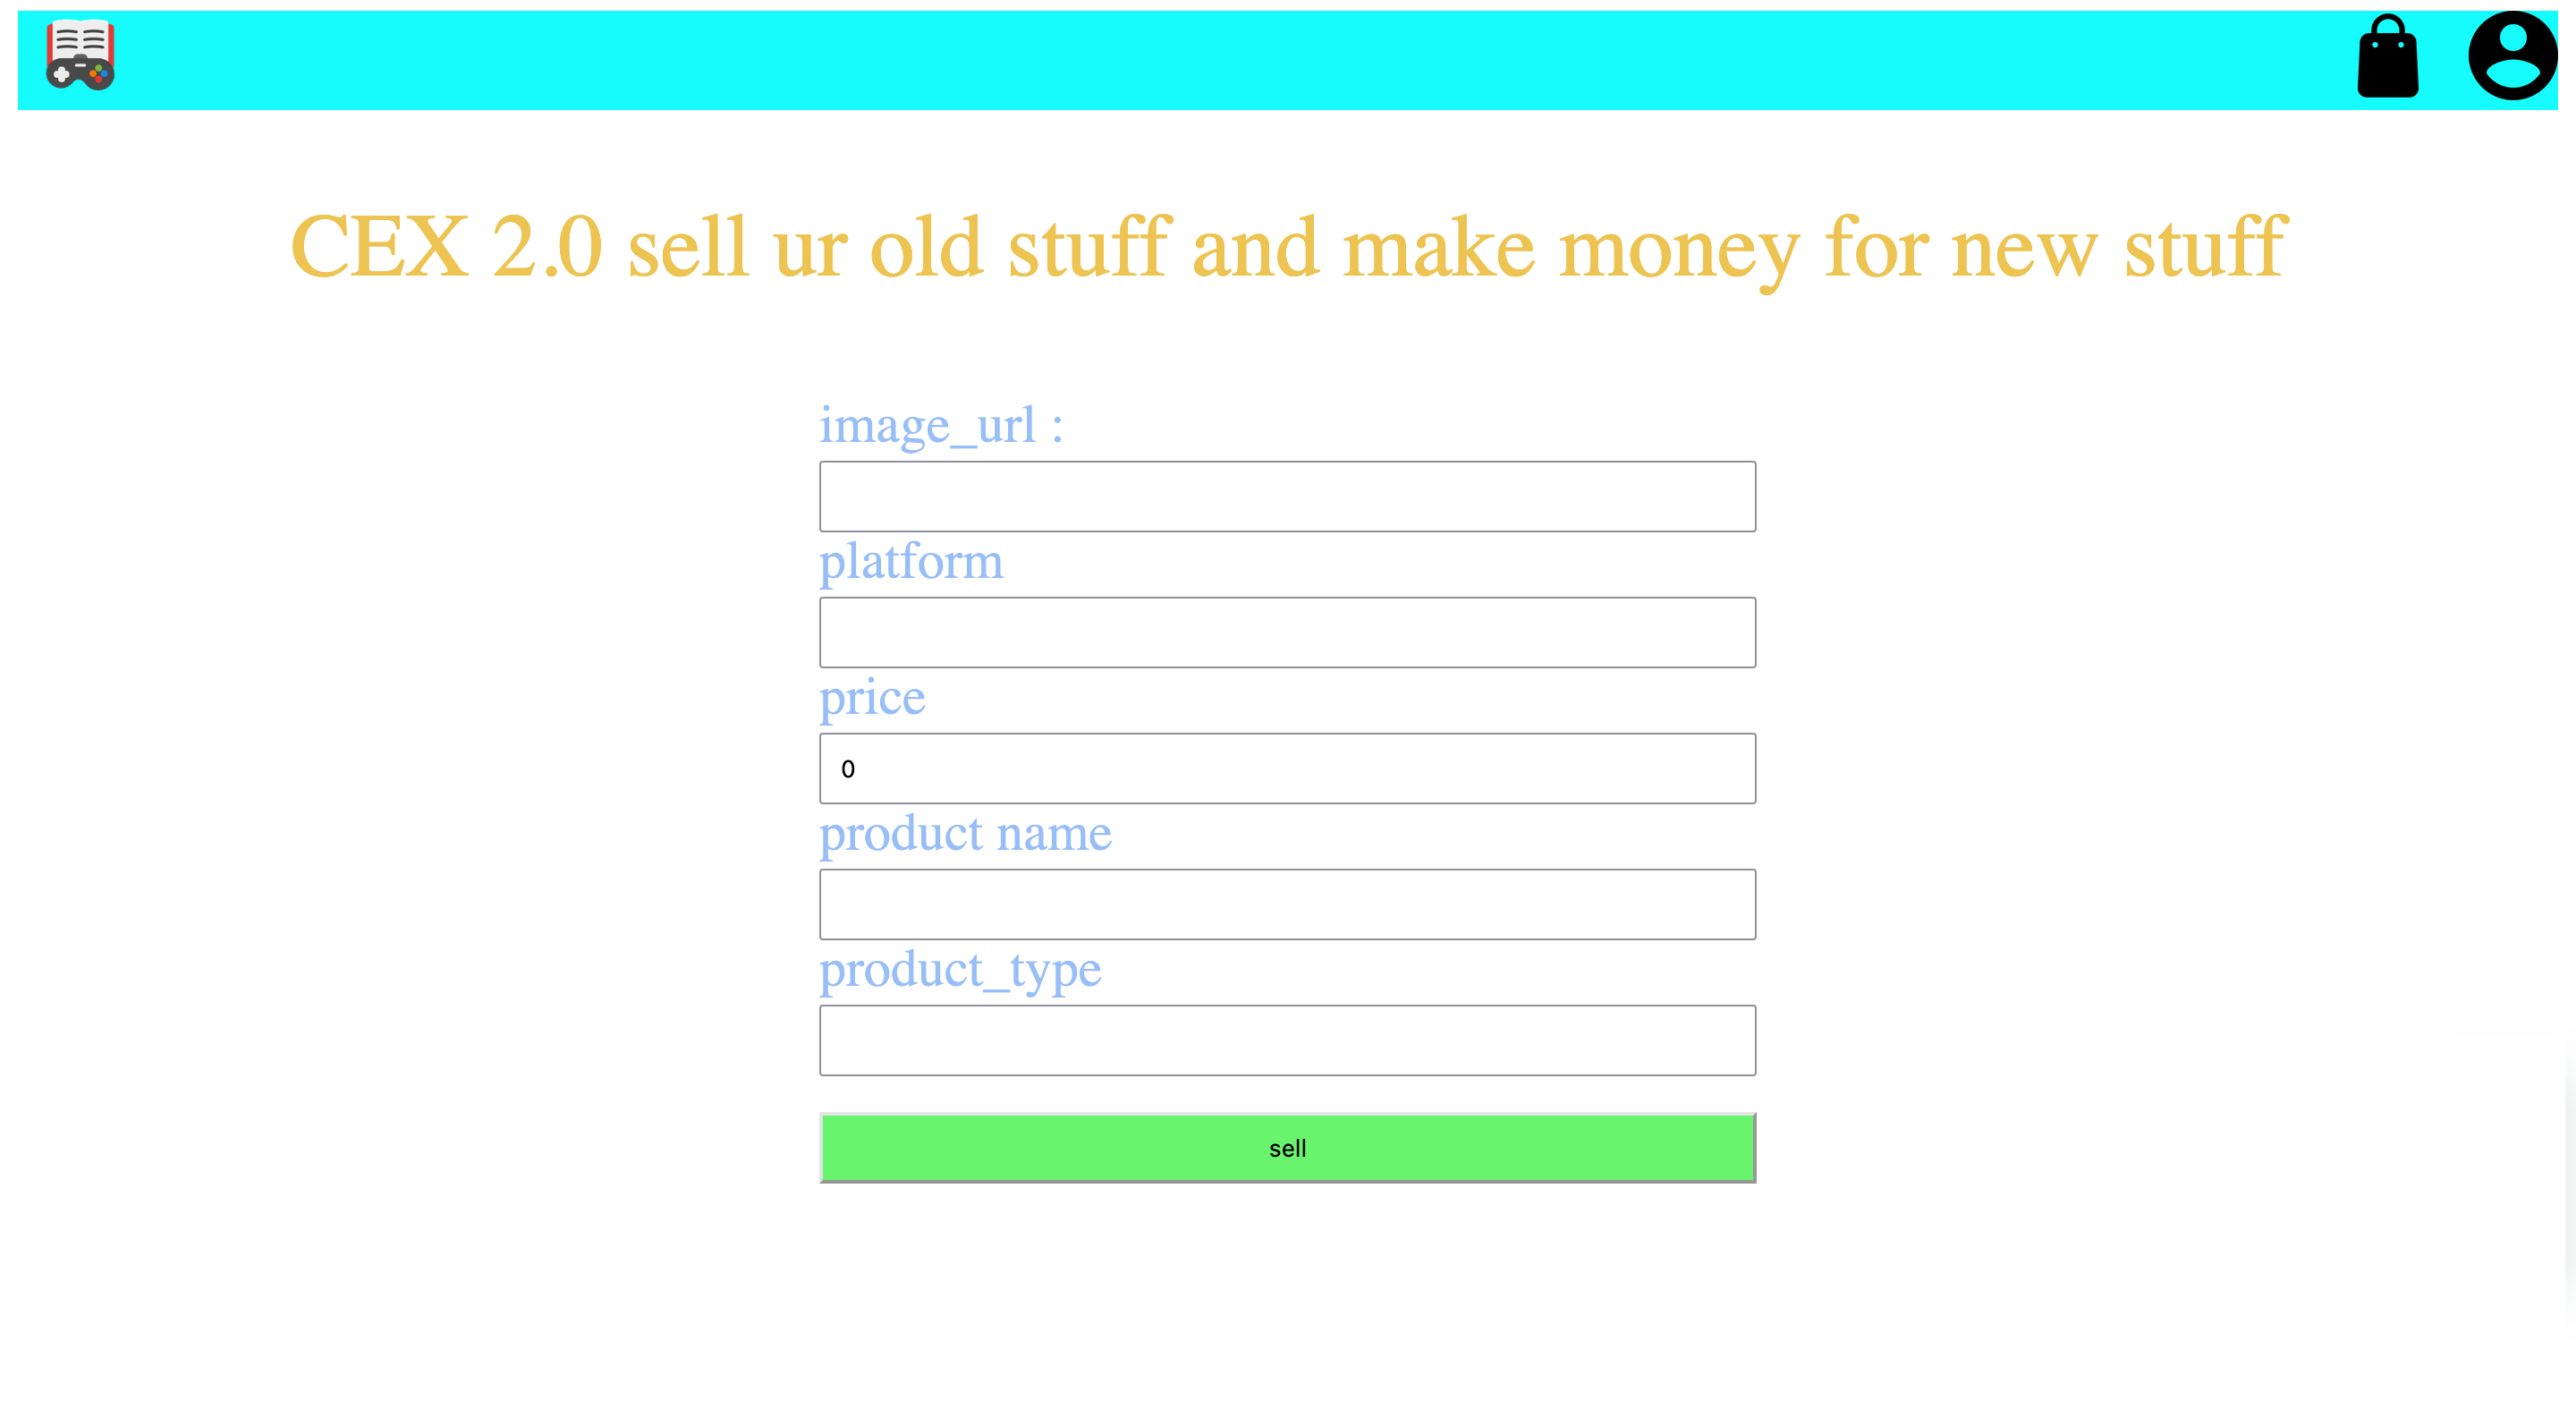 CEX 2.0 sell ur old stuff and make money for new stuff
image_url :
platform
price
0
product name
product_type
sell